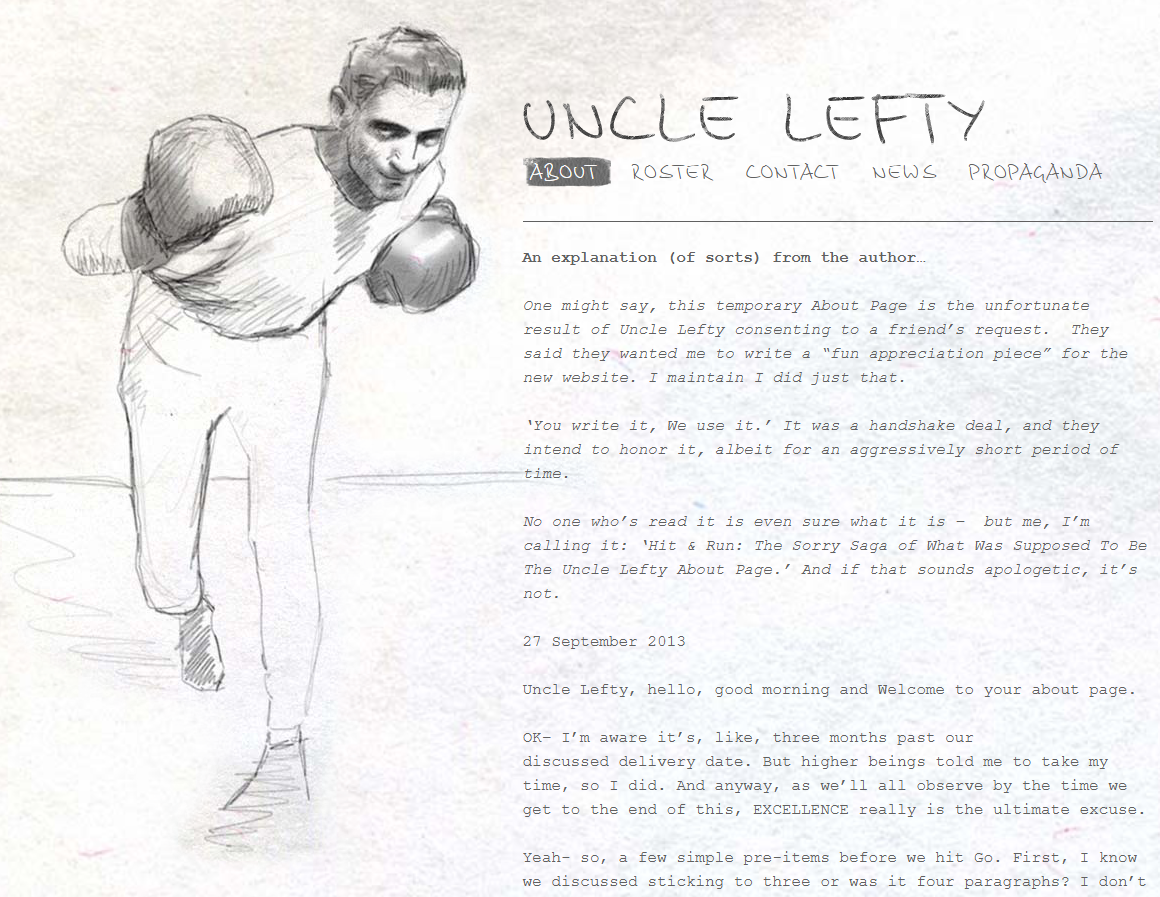 UNCLE LEFTY
ABOUT ROSTER CONTACT NEWS PROPAGANDA
An explanation (of sorts) from the author…
One might say, this temporary About Page is the unfortunate
result of Uncle Lefty consenting to a friend’s request.  They
said they wanted me to write a “fun appreciation piece” for the
new website. I maintain I did just that.
‘You write it, We use it.’ It was a handshake deal, and they
intend to honor it, albeit for an aggressively short period of
time.
No one who’s read it is even sure what it is –  but me, I’m
calling it: ‘Hit & Run: The Sorry Saga of What Was Supposed To Be
The Uncle Lefty About Page.’ And if that sounds apologetic, it’s
not.
27 September 2013
Uncle Lefty, hello, good morning and Welcome to your about page.
OK– I’m aware it’s, like, three months past our
discussed delivery date. But higher beings told me to take my
time, so I did. And anyway, as we’ll all observe by the time we
get to the end of this, EXCELLENCE really is the ultimate excuse.
Yeah– so, a few simple pre–items before we hit Go. First, I know
we discussed sticking to three or was it four paragraphs? I don’t